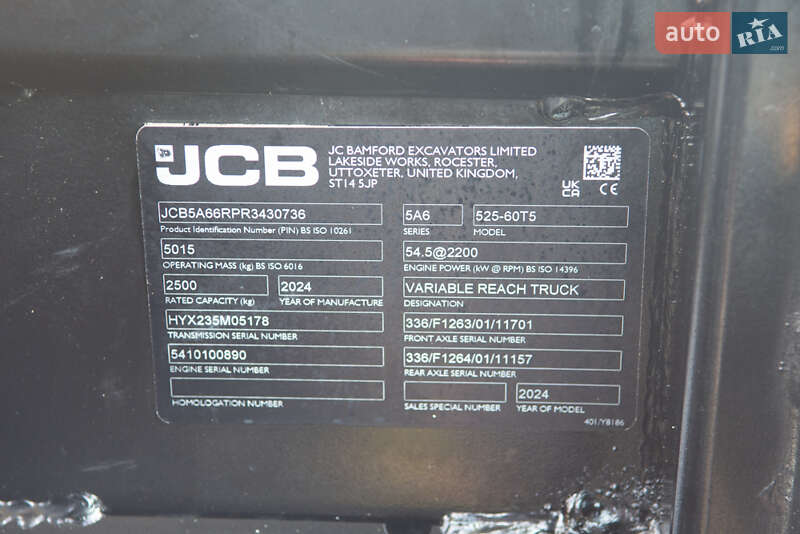 auto RIA .com
JCB
JC BAMFORD EXCAVATORS LIMITED
LAKESIDE WORKS, ROCESTER,
UTTOXETER, UNITED KINGDOM,
ST14 5JP
UK
CA
CE
JCB5A66RPR3430736
Product Identification Number (PIN) BS ISO 10261
5A6
SERIES
525-60T5
MODEL
5015
OPERATING MASS (kg) BS ISO 6016
54.5@2200
ENGINE POWER (kW @ RPM) BS ISO 14396
2500
RATED CAPACITY (kg)
2024
YEAR OF MANUFACTURE
VARIABLE REACH TRUCK
DESIGNATION
HYX235M05178
TRANSMISSION SERIAL NUMBER
336/F1263/01/11701
FRONT AXLE SERIAL NUMBER
5410100890
ENGINE SERIAL NUMBER
336/F1264/01/11157
REAR AXLE SERIAL NUMBER
HOMOLOGATION NUMBER
SALES SPECIAL NUMBER
2024
YEAR OF MODEL
401/Y8186